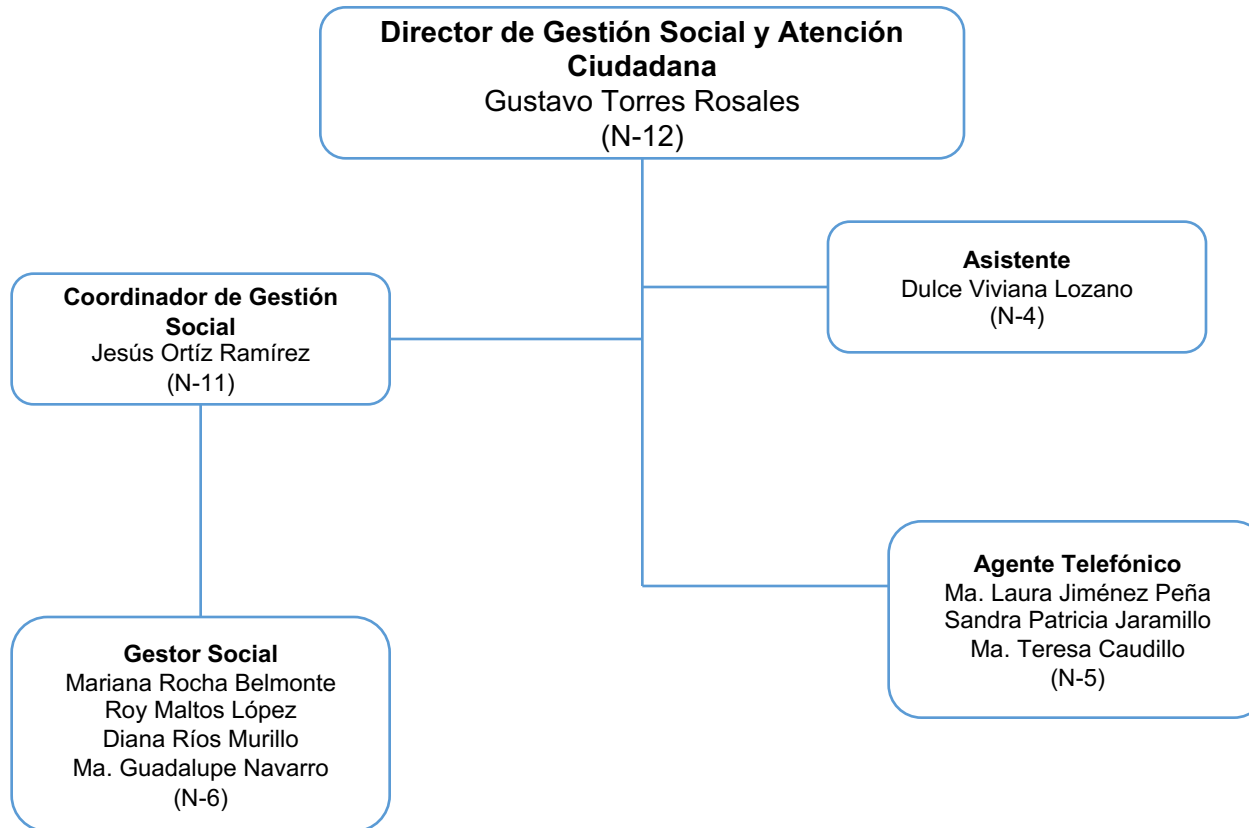 Director de Gestión Social y Atención
Ciudadana
Gustavo Torres Rosales
(N-12)
Asistente
Dulce Viviana Lozano
(N-4)
Coordinador de Gestión
Social
Jesús Ortíz Ramírez
(N-11)
Agente Telefónico
Ma. Laura Jiménez Peña
Sandra Patricia Jaramillo
Ma. Teresa Caudillo
(N-5)
Gestor Social
Mariana Rocha Belmonte
Roy Maltos López
Diana Ríos Murillo
Ma. Guadalupe Navarro
(N-6)